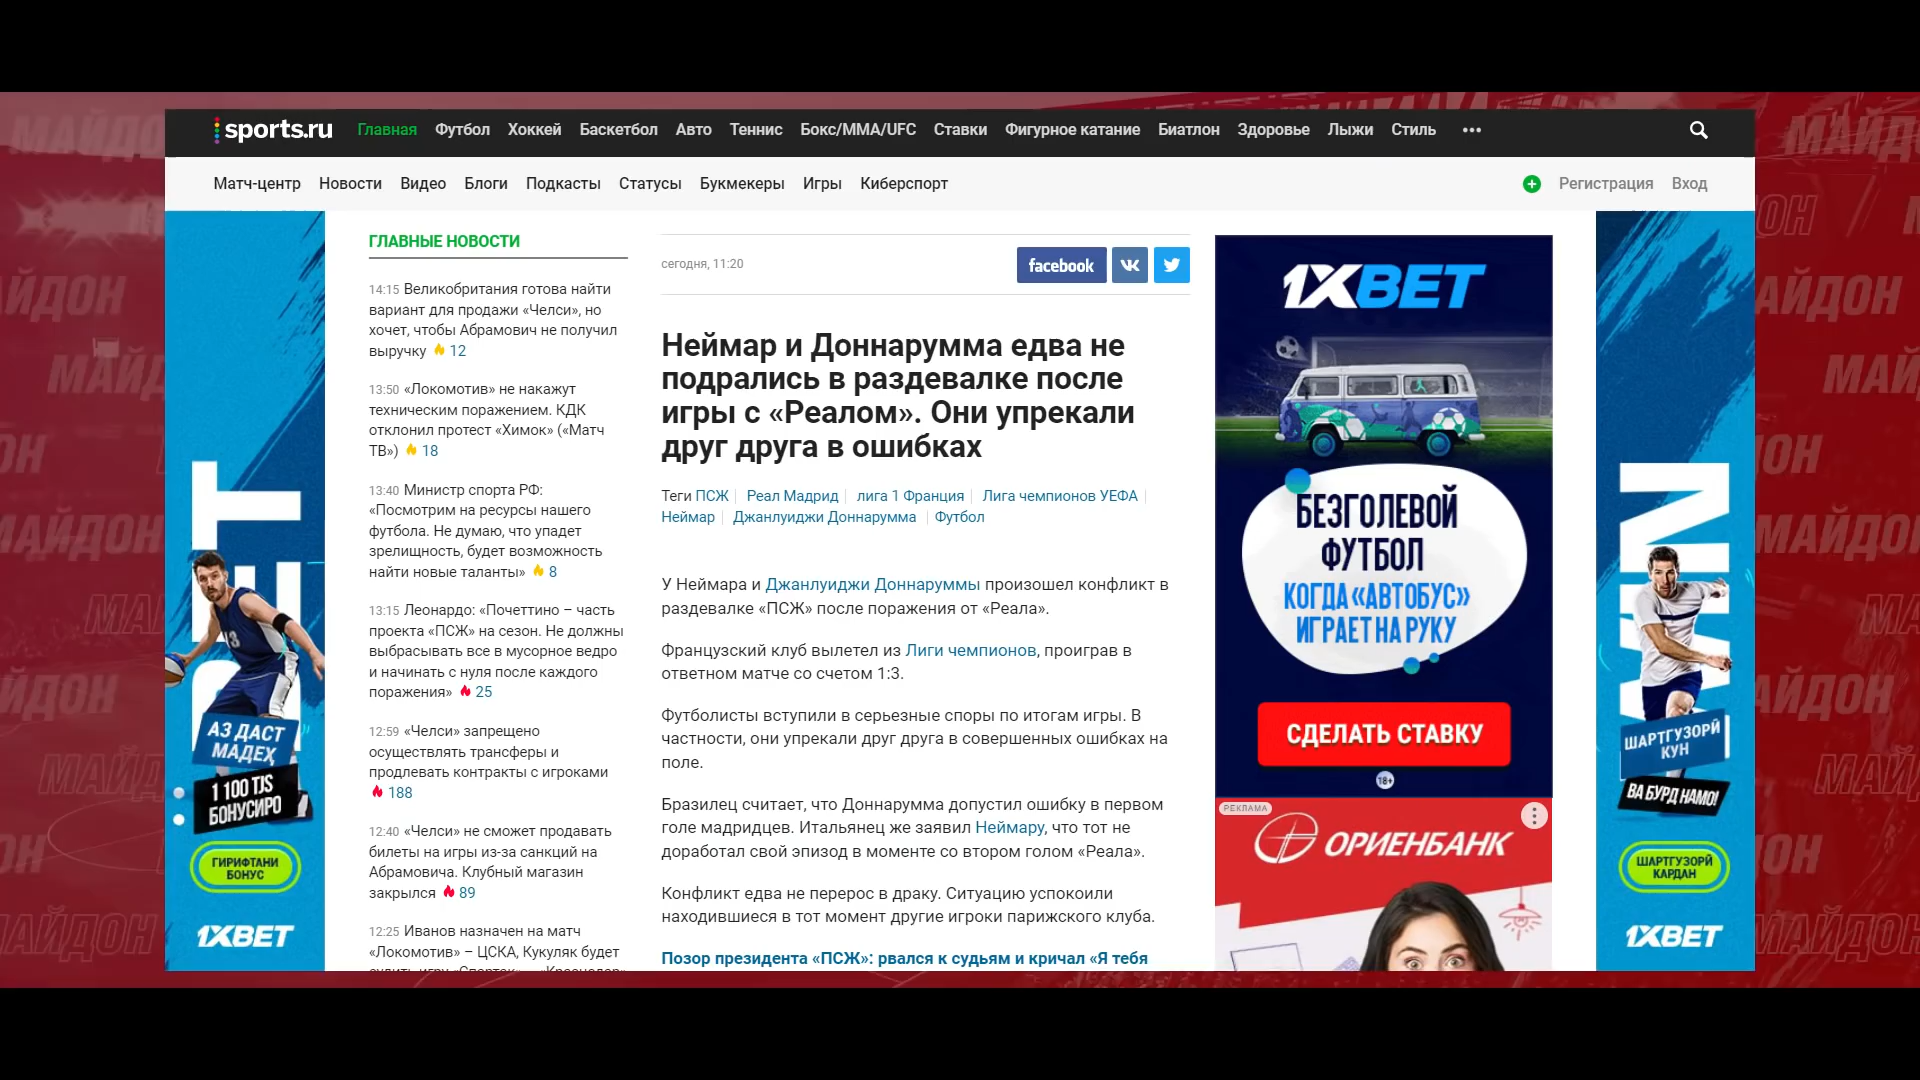 sports.ru Главная Футбол Хоккей Баскетбол Авто Теннис Бокс/MMA/UFC Ставки Фигурное катание Биатлон Здоровье Лыжи Стиль
Матч-центр Новости Видео Блоги Подкасты Статусы Букмекеры Игры Киберспорт Регистрация Вход
ГЛАВНЫЕ НОВОСТИ
14:15 Великобритания готова найти
вариант для продажи «Челси», но
хочет, чтобы Абрамович не получил
выручку 12
13:50 «Локомотив» не накажут
техническим поражением. КДК
отклонил протест «Химок» («Матч
ТВ») 18
13:40 Министр спорта РФ:
«Посмотрим на ресурсы нашего
футбола. Не думаю, что упадет
зрелищность, будет возможность
найти новые таланты» 8
13:15 Леонардо: «Почеттино – часть
проекта «ПСЖ» на сезон. Не должны
выбрасывать все в мусорное ведро
и начинать с нуля после каждого
поражения» 25
12:59 «Челси» запрещено
осуществлять трансферы и
продлевать контракты с игроками
188
12:40 «Челси» не сможет продавать
билеты на игры из-за санкций на
Абрамовича. Клубный магазин
закрылся 89
12:25 Иванов назначен на матч
«Локомотив» – ЦСКА, Кукуляк будет
судить игру «Спартак» – «Краснодар»
сегодня, 11:20
facebook
Неймар и Доннарумма едва не
подрались в раздевалке после
игры с «Реалом». Они упрекали
друг друга в ошибках
Теги ПСЖ Реал Мадрид лига 1 Франция Лига чемпионов УЕФА
Неймар Джанлуиджи Доннарумма Футбол
У Неймара и Джанлуиджи Доннаруммы произошел конфликт в
раздевалке «ПСЖ» после поражения от «Реала».
Французский клуб вылетел из Лиги чемпионов, проиграв в
ответном матче со счетом 1:3.
Футболисты вступили в серьезные споры по итогам игры. В
частности, они упрекали друг друга в совершенных ошибках на
поле.
Бразилец считает, что Доннарумма допустил ошибку в первом
голе мадридцев. Итальянец же заявил Неймару, что тот не
доработал свой эпизод в моменте со втором голом «Реала».
Конфликт едва не перерос в драку. Ситуацию успокоили
находившиеся в тот момент другие игроки парижского клуба.
Позор президента «ПСЖ»: рвался к судьям и кричал «Я тебя
1XBET
БЕЗГОЛЕВОЙ
ФУТБОЛ
КОГДА «АВТОБУС»
ИГРАЕТ НА РУКУ
СДЕЛАТЬ СТАВКУ
18+
РЕКЛАМА
ОРИЕНБАНК
АЗ ДАСТ
МАДЕҲ
1 100 TJS
БОНУСИРО
ГИРИФТАНИ
БОНУС
1XBET
WIN
ШАРТГУЗОРӢ
КУН
ВА БУРД НАМО!
ШАРТГУЗОРӢ
КАРДАН
1XBET
МАЙДОН
МАЙДОН
МАЙДОН
МАЙДОН